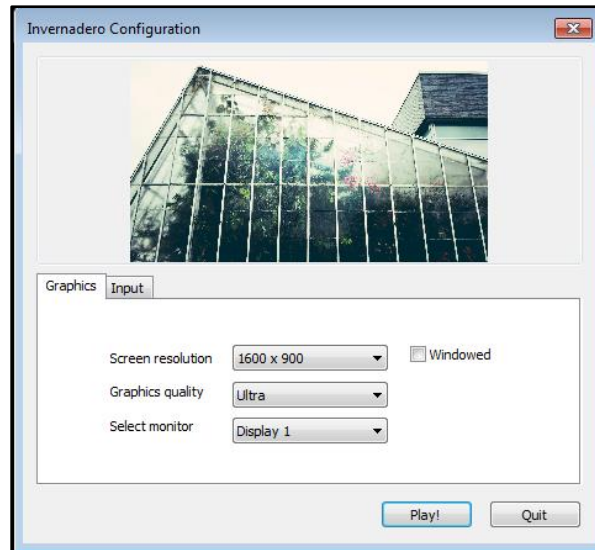 Invernadero Configuration
Graphics Input
Screen resolution 1600 x 900 Windowed
Graphics quality Ultra
Select monitor Display 1
Play! Quit